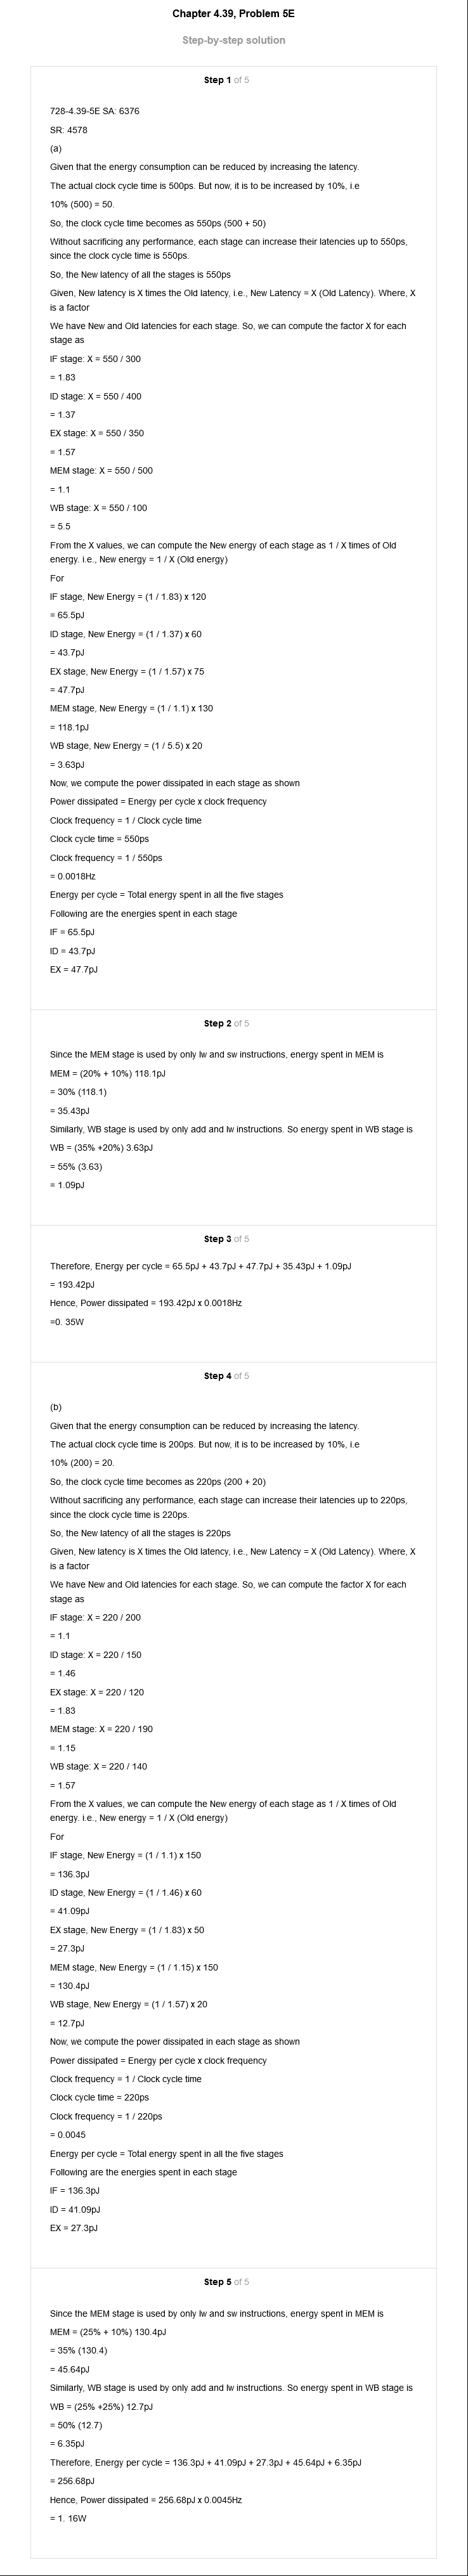 Chapter 4.39, Problem 5E
Step-by-step solution
Step 1 of 5
728-4.39-5E SA: 6376
SR: 4578
(a)
Given that the energy consumption can be reduced by increasing the latency.
The actual clock cycle time is 500ps. But now, it is to be increased by 10%, i.e
10% (500) = 50.
So, the clock cycle time becomes as 550ps (500 + 50)
Without sacrificing any performance, each stage can increase their latencies up to 550ps,
since the clock cycle time is 550ps.
So, the New latency of all the stages is 550ps
Given, New latency is X times the Old latency, i.e., New Latency = X (Old Latency). Where, X
is a factor
We have New and Old latencies for each stage. So, we can compute the factor X for each
stage as
IF stage: X = 550 / 300
= 1.83
ID stage: X = 550 / 400
= 1.37
EX stage: X = 550 / 350
= 1.57
MEM stage: X = 550 / 500
= 1.1
WB stage: X = 550 / 100
= 5.5
From the X values, we can compute the New energy of each stage as 1 / X times of Old
energy. i.e., New energy = 1 / X (Old energy)
For
IF stage, New Energy = (1 / 1.83) x 120
= 65.5pJ
ID stage, New Energy = (1 / 1.37) x 60
= 43.7pJ
EX stage, New Energy = (1 / 1.57) x 75
= 47.7pJ
MEM stage, New Energy = (1 / 1.1) x 130
= 118.1pJ
WB stage, New Energy = (1 / 5.5) x 20
= 3.63pJ
Now, we compute the power dissipated in each stage as shown
Power dissipated = Energy per cycle x clock frequency
Clock frequency = 1 / Clock cycle time
Clock cycle time = 550ps
Clock frequency = 1 / 550ps
= 0.0018Hz
Energy per cycle = Total energy spent in all the five stages
Following are the energies spent in each stage
IF = 65.5pJ
ID = 43.7pJ
EX = 47.7pJ
Step 2 of 5
Since the MEM stage is used by only lw and sw instructions, energy spent in MEM is
MEM = (20% + 10%) 118.1pJ
= 30% (118.1)
= 35.43pJ
Similarly, WB stage is used by only add and lw instructions. So energy spent in WB stage is
WB = (35% +20%) 3.63pJ
= 55% (3.63)
= 1.09pJ
Step 3 of 5
Therefore, Energy per cycle = 65.5pJ + 43.7pJ + 47.7pJ + 35.43pJ + 1.09pJ
= 193.42pJ
Hence, Power dissipated = 193.42pJ x 0.0018Hz
=0. 35W
Step 4 of 5
(b)
Given that the energy consumption can be reduced by increasing the latency.
The actual clock cycle time is 200ps. But now, it is to be increased by 10%, i.e
10% (200) = 20.
So, the clock cycle time becomes as 220ps (200 + 20)
Without sacrificing any performance, each stage can increase their latencies up to 220ps,
since the clock cycle time is 220ps.
So, the New latency of all the stages is 220ps
Given, New latency is X times the Old latency, i.e., New Latency = X (Old Latency). Where, X
is a factor
We have New and Old latencies for each stage. So, we can compute the factor X for each
stage as
IF stage: X = 220 / 200
= 1.1
ID stage: X = 220 / 150
= 1.46
EX stage: X = 220 / 120
= 1.83
MEM stage: X = 220 / 190
= 1.15
WB stage: X = 220 / 140
= 1.57
From the X values, we can compute the New energy of each stage as 1 / X times of Old
energy. i.e., New energy = 1 / X (Old energy)
For
IF stage, New Energy = (1 / 1.1) x 150
= 136.3pJ
ID stage, New Energy = (1 / 1.46) x 60
= 41.09pJ
EX stage, New Energy = (1 / 1.83) x 50
= 27.3pJ
MEM stage, New Energy = (1 / 1.15) x 150
= 130.4pJ
WB stage, New Energy = (1 / 1.57) x 20
= 12.7pJ
Now, we compute the power dissipated in each stage as shown
Power dissipated = Energy per cycle x clock frequency
Clock frequency = 1 / Clock cycle time
Clock cycle time = 220ps
Clock frequency = 1 / 220ps
= 0.0045
Energy per cycle = Total energy spent in all the five stages
Following are the energies spent in each stage
IF = 136.3pJ
ID = 41.09pJ
EX = 27.3pJ
Step 5 of 5
Since the MEM stage is used by only lw and sw instructions, energy spent in MEM is
MEM = (25% + 10%) 130.4pJ
= 35% (130.4)
= 45.64pJ
Similarly, WB stage is used by only add and lw instructions. So energy spent in WB stage is
WB = (25% +25%) 12.7pJ
= 50% (12.7)
= 6.35pJ
Therefore, Energy per cycle = 136.3pJ + 41.09pJ + 27.3pJ + 45.64pJ + 6.35pJ
= 256.68pJ
Hence, Power dissipated = 256.68pJ x 0.0045Hz
= 1. 16W